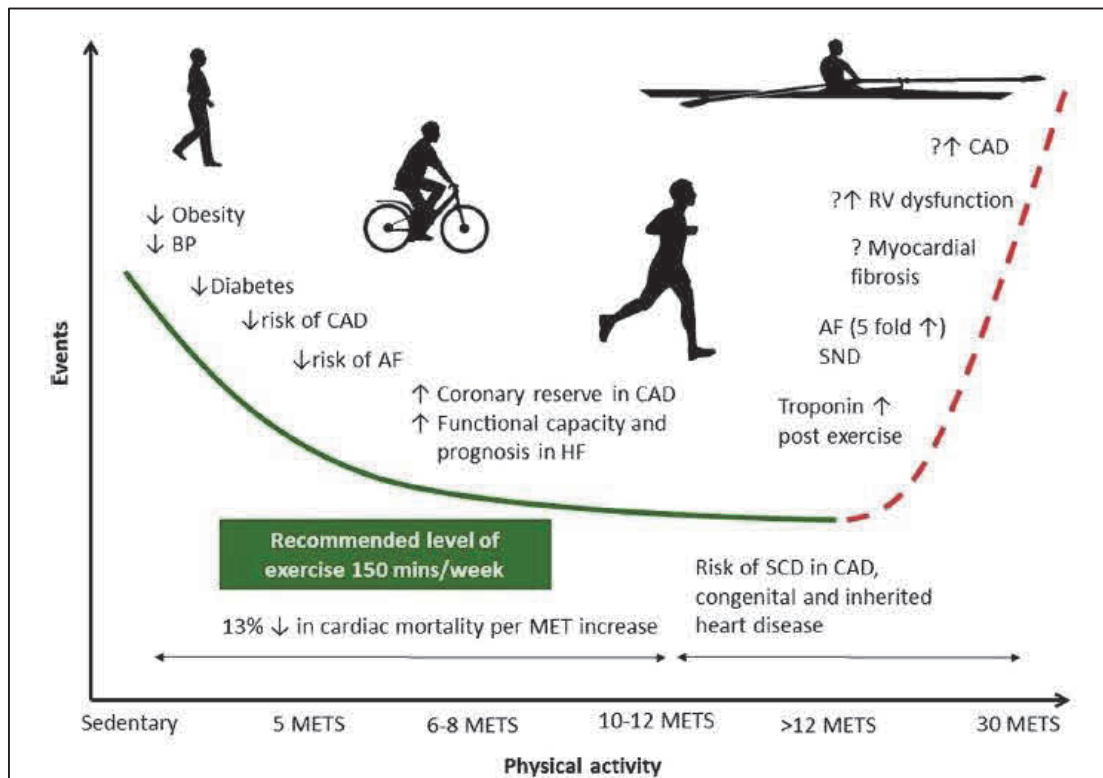 ↓ Obesity
↓ BP
↓Diabetes
↓risk of CAD
↓risk of AF
↑ Coronary reserve in CAD
↑ Functional capacity and
prognosis in HF
?↑ CAD
?↑ RV dysfunction
? Myocardial
fibrosis
AF (5 fold ↑)
SND
Troponin ↑
post exercise
Events
Recommended level of
exercise 150 mins/week
13% ↓ in cardiac mortality per MET increase
Risk of SCD in CAD,
congenital and inherited
heart disease
Sedentary
5 METS
6-8 METS
10-12 METS
>12 METS
30 METS
Physical activity